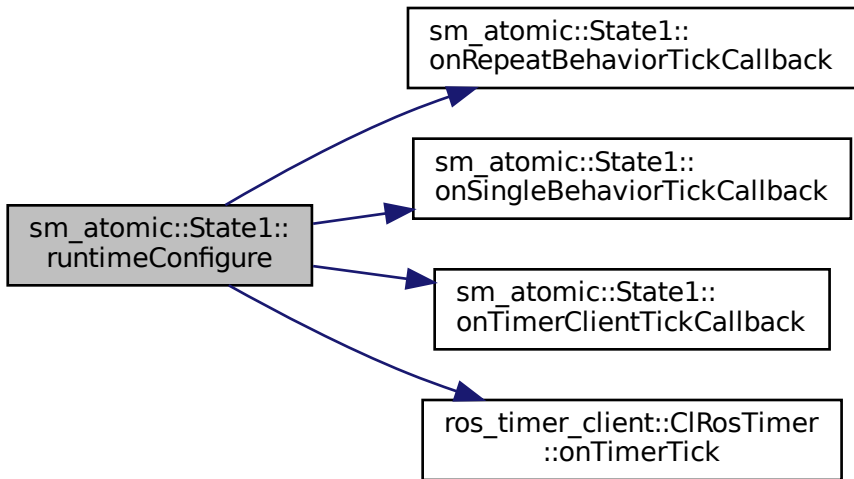 sm_atomic::State1::
runtimeConfigure
sm_atomic::State1::
onRepeatBehaviorTickCallback
sm_atomic::State1::
onSingleBehaviorTickCallback
sm_atomic::State1::
onTimerClientTickCallback
ros_timer_client::ClRosTimer
::onTimerTick